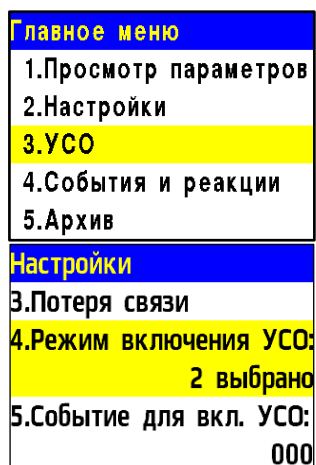 Главное меню
1.Просмотр параметров
2.Настройки
3.УСО
4.События и реакции
5.Архив
Настройки
3.Потеря связи
4.Режим включения УСО:
2 выбрано
5.Событие для вкл. УСО:
000